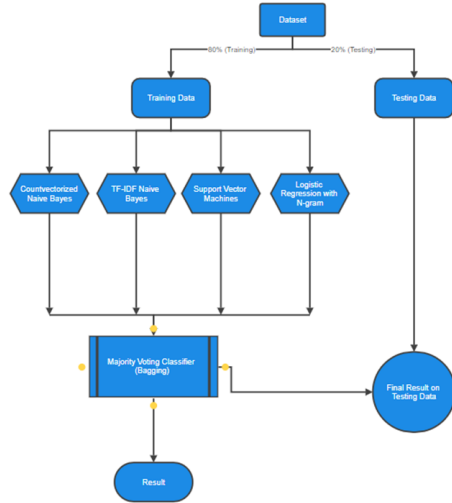 Dataset
80% (Training)
20% (Testing)
Training Data
Testing Data
Countvectorized
Naive Bayes
TF-IDF Naive
Bayes
Support Vector
Machines
Logistic
Regression with
N-gram
Majority Voting Classifier
(Bagging)
Final Result on
Testing Data
Result